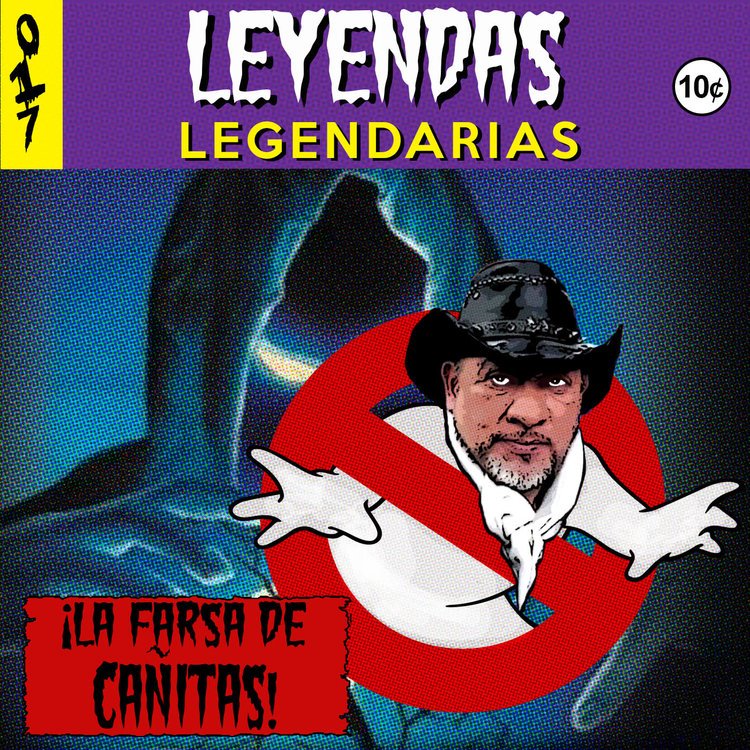 017
LEYENDAS
LEGENDARIAS
10¢
¡LA FARSA DE
CAÑITAS!